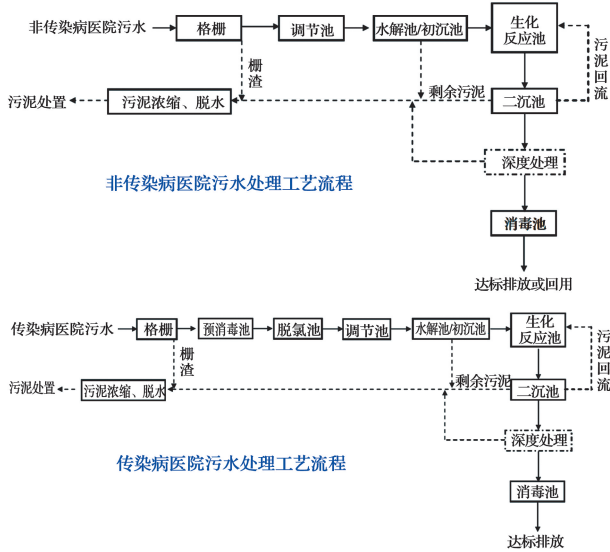 非传染病医院污水
格栅
调节池
水解池/初沉池
生化
反应池
栅
渣
污
泥
回
流
污泥处置
污泥浓缩、脱水
剩余污泥
二沉池
深度处理
非传染病医院污水处理工艺流程
消毒池
达标排放或回用
传染病医院污水
格栅
预消毒池
脱氯池
调节池
水解池/初沉池
生化
反应池
栅
渣
污
泥
回
流
污泥处置
污泥浓缩、脱水
剩余污泥
二沉池
深度处理
传染病医院污水处理工艺流程
消毒池
达标排放